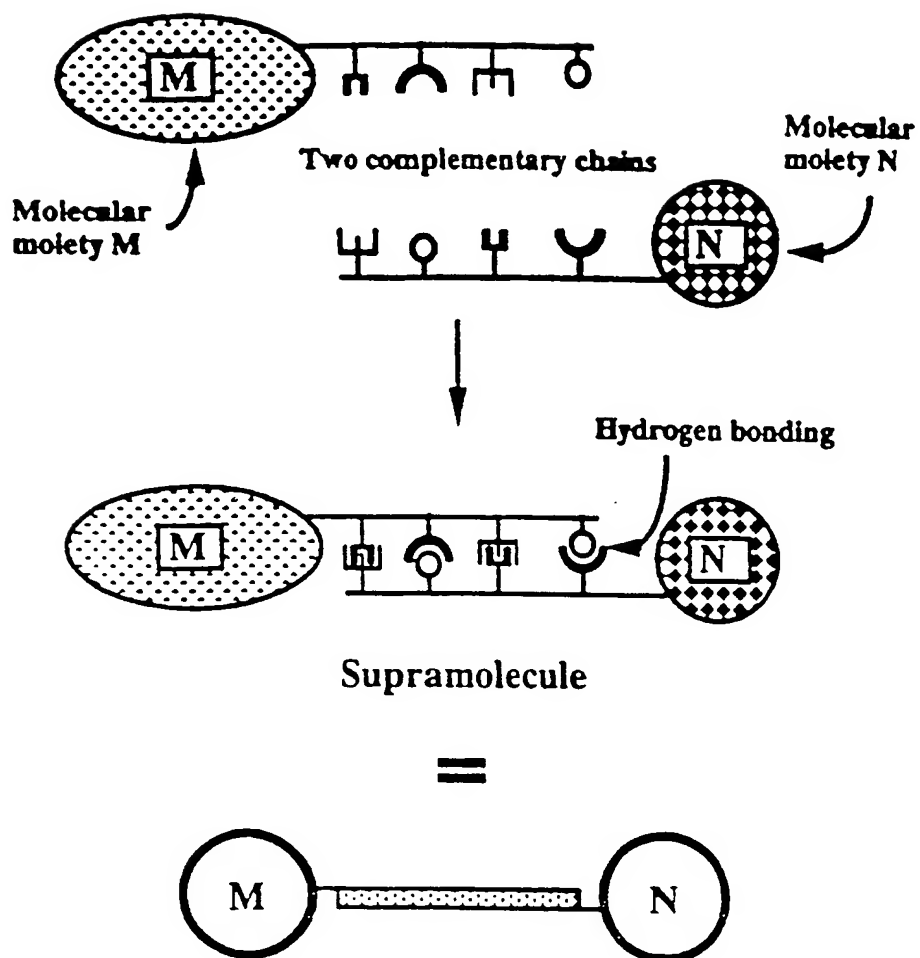 M
Molecular
moiety N
Two complementary chains
Molecular
moiety M
N
Hydrogen bonding
M
N
Supramolecule
=
M
N